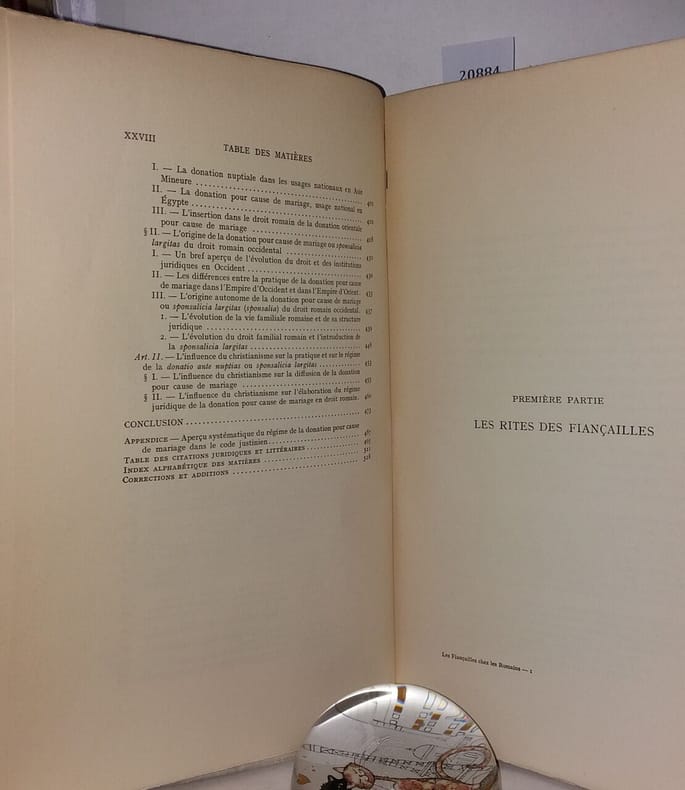 20884
XXVIII
TABLE DES MATIÈRES
I. — La donation nuptiale dans les usages nationaux en Asie
Mineure
II. — La donation pour cause de mariage, usage national en
Égypte
III. — L'insertion dans le droit romain de la donation orientale
pour cause de mariage
§ II. — L'origine de la donation pour cause de mariage ou sponsalicia
largitas du droit romain occidental
I. — Un bref aperçu de l'évolution du droit et des institutions
juridiques en Occident
II. — Les différences entre la pratique de la donation pour cause
de mariage dans l'Empire d'Occident et dans l'Empire d'Orient.
III. — L'origine autonome de la donation pour cause de mariage
ou sponsalicia largitas (sponsalia) du droit romain occidental.
1. — L'évolution de la vie familiale romaine et de sa structure
juridique
2. — L'évolution du droit familial romain et l'introduction de
la sponsalicia largitas
Art. II. — L'influence du christianisme sur la pratique et sur le régime
de la donatio ante nuptias ou sponsalicia largitas
§ I. — L'influence du christianisme sur la diffusion de la donation
pour cause de mariage
§ II. — L'influence du christianisme sur l'élaboration du régime
juridique de la donation pour cause de mariage en droit romain.
CONCLUSION
APPENDICE — Aperçu systématique du régime de la donation pour cause
de mariage dans le code justinien
TABLE DES CITATIONS JURIDIQUES ET LITTÉRAIRES
INDEX ALPHABÉTIQUE DES MATIÈRES
CORRECTIONS ET ADDITIONS
PREMIÈRE PARTIE
LES RITES DES FIANÇAILLES
Les Fiançailles chez les Romains — 1